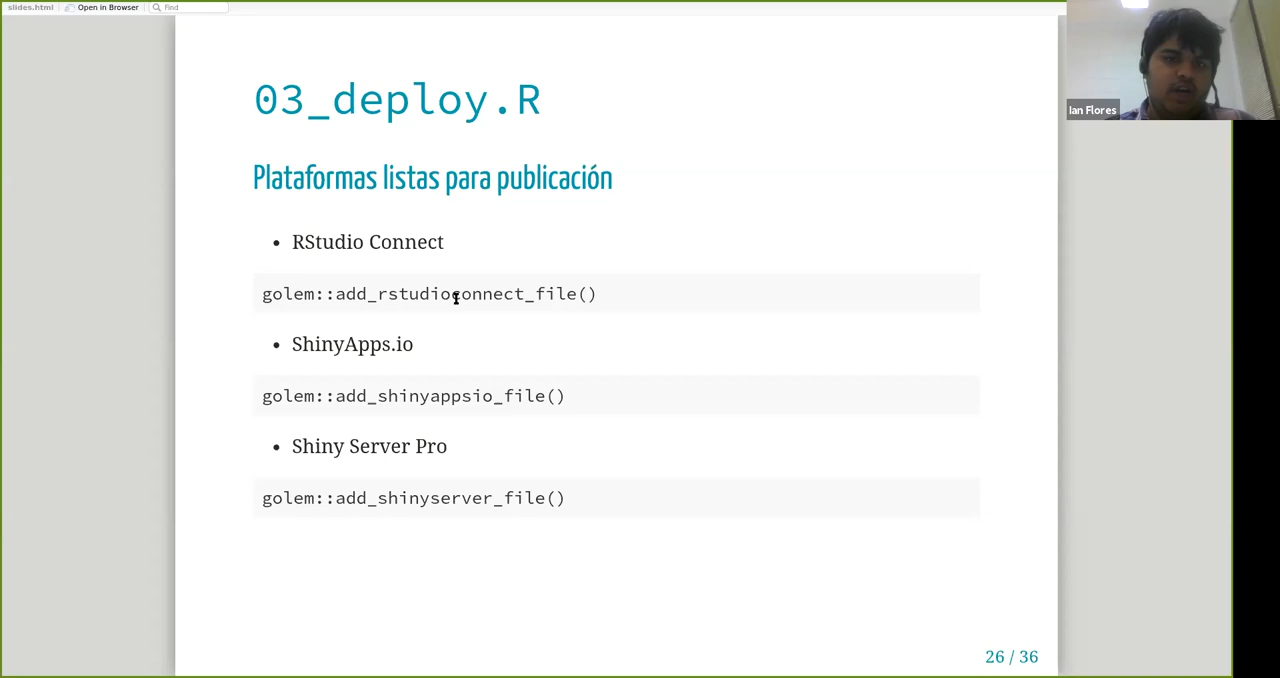 slides.html Open in Browser Find
Ian Flores
03_deploy.R
Plataformas listas para publicación
RStudio Connect
golem::add_rstudioconnect_file()
ShinyApps.io
golem::add_shinyappsio_file()
Shiny Server Pro
golem::add_shinyserver_file()
26 / 36